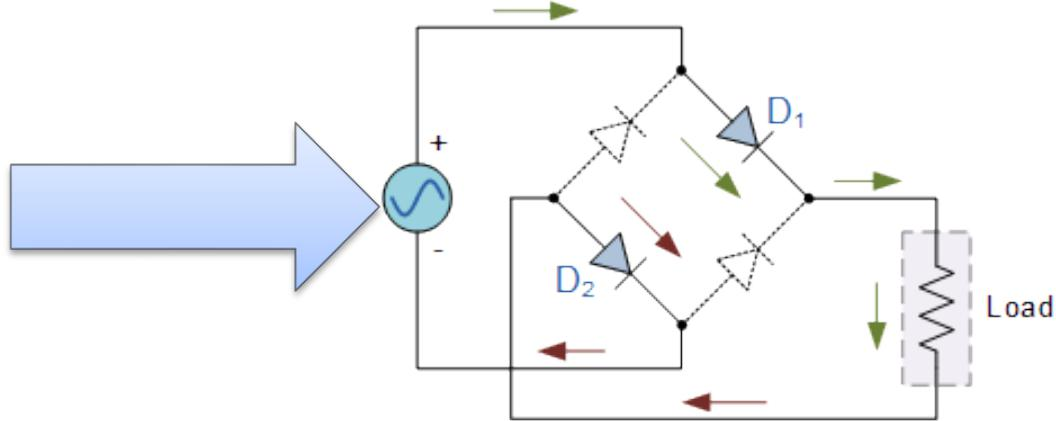 +
D₁
-
D₂
Load